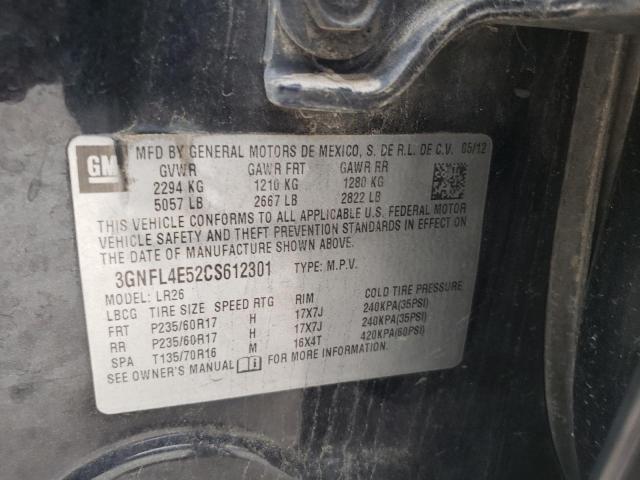 GM
MFD BY GENERAL MOTORS DE MEXICO, S. DE R.L. DE C.V. 05/12
GVWR GAWR FRT GAWR RR
2294 KG 1210 KG 1280 KG
5057 LB 2667 LB 2822 LB
THIS VEHICLE CONFORMS TO ALL APPLICABLE U.S. FEDERAL MOTOR
VEHICLE SAFETY AND THEFT PREVENTION STANDARDS IN EFFECT ON
THE DATE OF MANUFACTURE SHOWN ABOVE.
3GNFL4E52CS612301 TYPE: M.P.V.
MODEL: LR26
LBCG TIRE SIZE SPEED RTG RIM COLD TIRE PRESSURE
FRT P235/60R17 H 17X7J 240KPA(35PSI)
RR P235/60R17 H 17X7J 240KPA(35PSI)
SPA T135/70R16 M 16X4T 420KPA(60PSI)
SEE OWNER'S MANUAL FOR MORE INFORMATION.